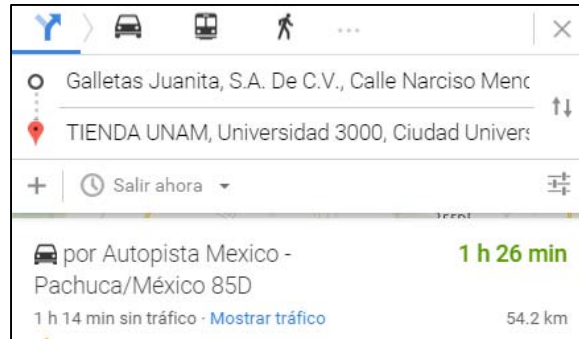 Galletas Juanita, S.A. De C.V., Calle Narciso Menc
TIENDA UNAM, Universidad 3000, Ciudad Univers
Salir ahora
por Autopista Mexico - 1 h 26 min
Pachuca/México 85D
1 h 14 min sin tráfico · Mostrar tráfico 54.2 km